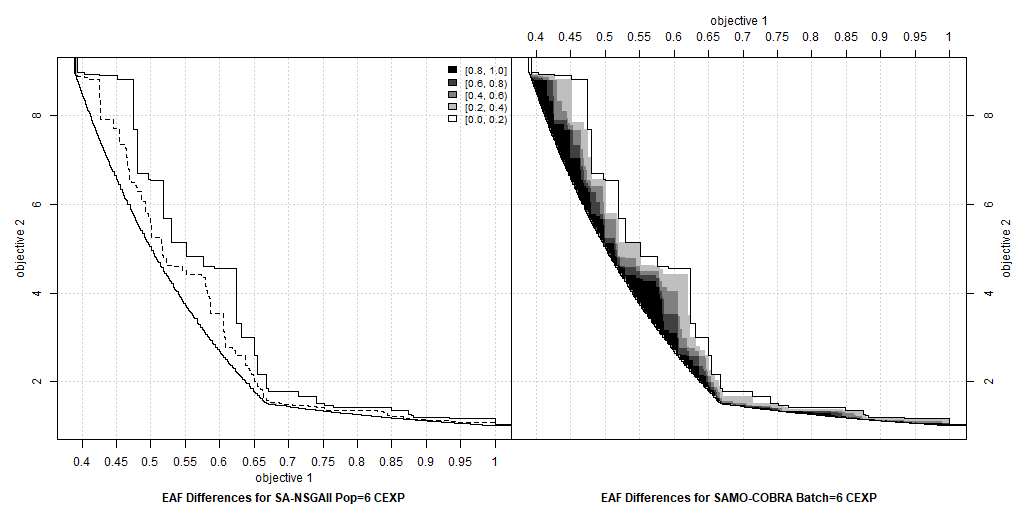 objective 1
0.4 0.45 0.5 0.55 0.6 0.65 0.7 0.75 0.8 0.85 0.9 0.95 1
[0.8, 1.0]
[0.6, 0.8)
[0.4, 0.6)
[0.2, 0.4)
[0.0, 0.2)
8
6
4
2
objective 2
8
6
4
2
objective 2
0.4 0.45 0.5 0.55 0.6 0.65 0.7 0.75 0.8 0.85 0.9 0.95 1
objective 1
EAF Differences for SA-NSGAII Pop=6 CEXP
EAF Differences for SAMO-COBRA Batch=6 CEXP